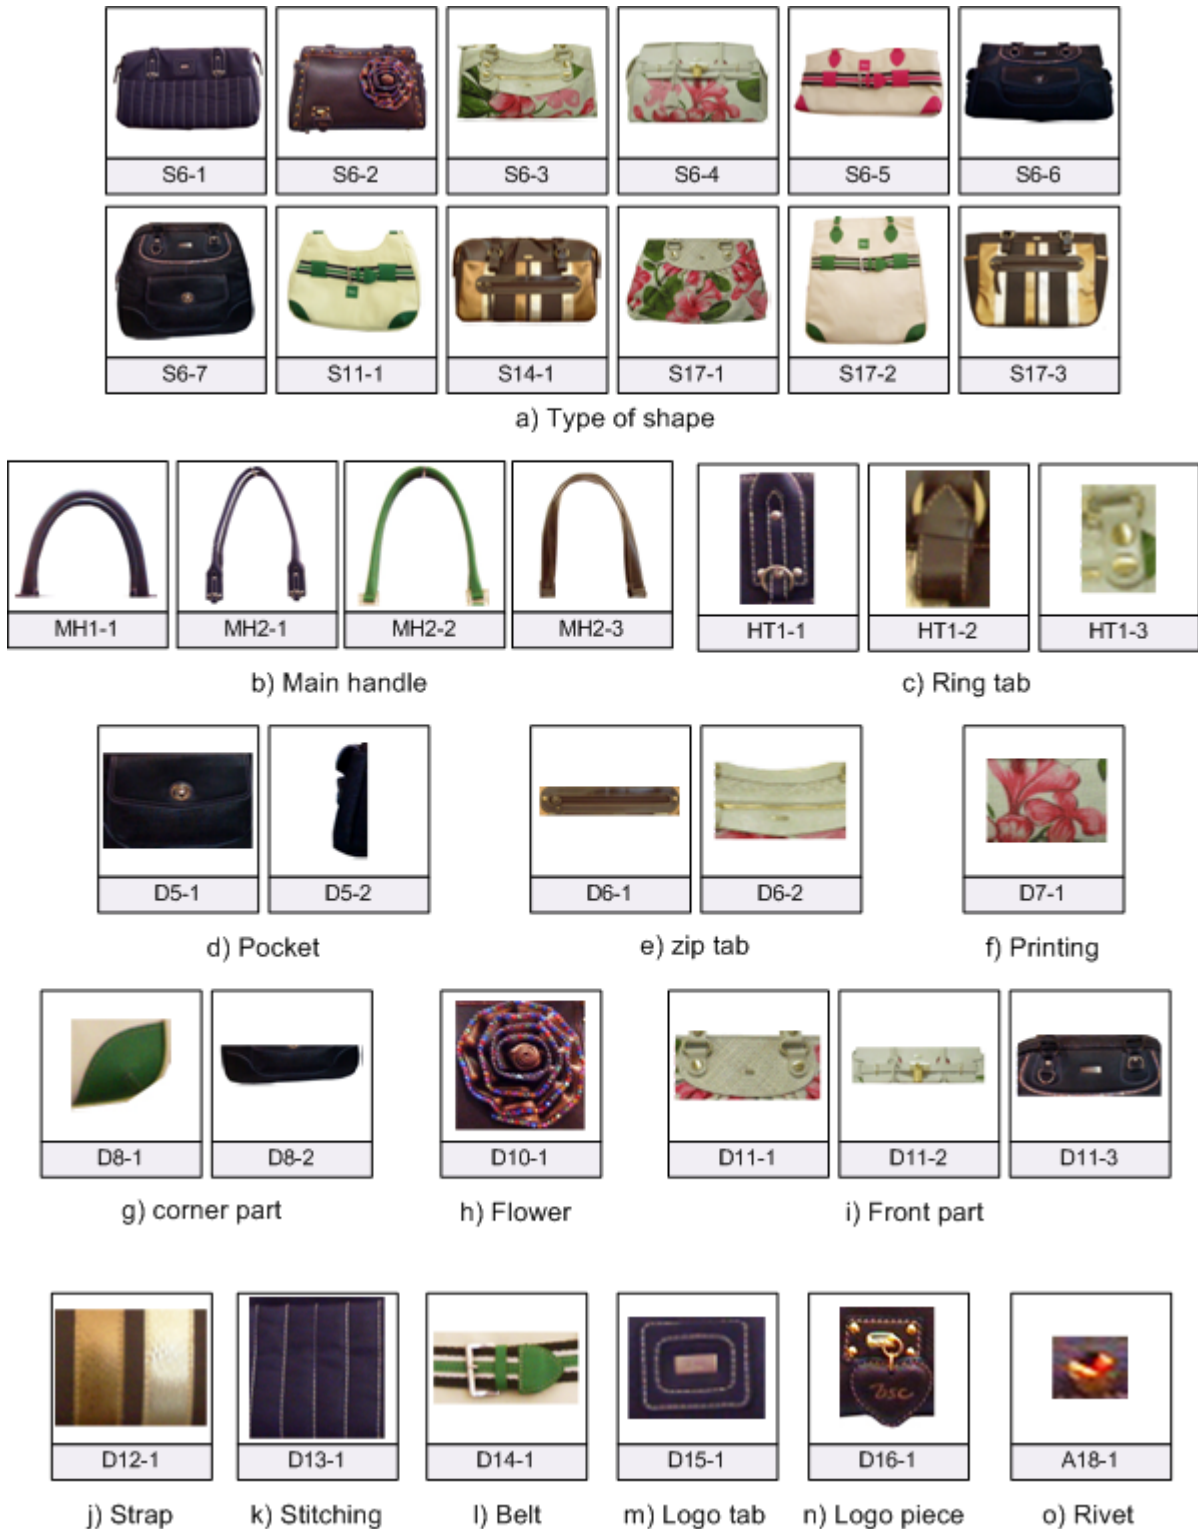 S6-1 S6-2 S6-3 S6-4 S6-5 S6-6
S6-7 S11-1 S14-1 S17-1 S17-2 S17-3
a) Type of shape
MH1-1 MH2-1 MH2-2 MH2-3 HT1-1 HT1-2 HT1-3
b) Main handle c) Ring tab
D5-1 D5-2 D6-1 D6-2 D7-1
d) Pocket e) zip tab f) Printing
bsc
D8-1 D8-2 D10-1 D11-1 D11-2 D11-3
g) corner part h) Flower i) Front part
D12-1 D13-1 D14-1 D15-1 D16-1 A18-1
j) Strap k) Stitching l) Belt m) Logo tab n) Logo piece o) Rivet